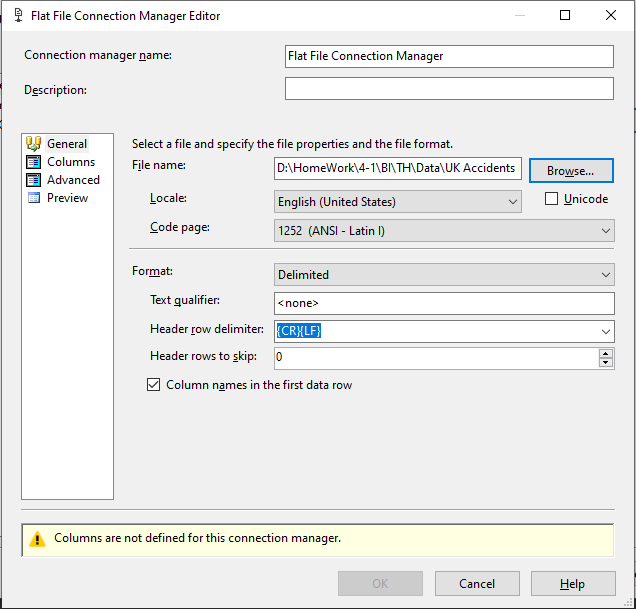 Flat File Connection Manager Editor
Connection manager name: Flat File Connection Manager
Description:
General
Columns
Advanced
Preview
Select a file and specify the file properties and the file format.
File name: D:\HomeWork\4-1\BI\TH\Data\UK Accidents Browse...
Locale: English (United States) Unicode
Code page: 1252 (ANSI - Latin I)
Format: Delimited
Text qualifier: <none>
Header row delimiter: {CR}{LF}
Header rows to skip: 0
Column names in the first data row
Columns are not defined for this connection manager.
OK Cancel Help